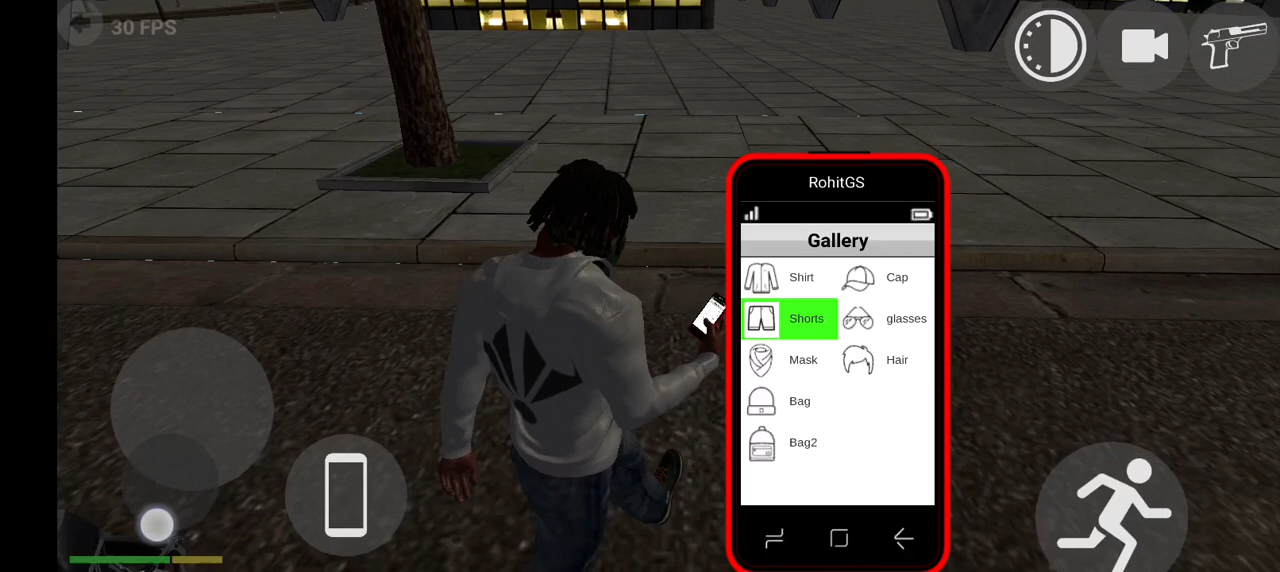 30 FPS
RohitGS
Gallery
Shirt
Cap
Shorts
glasses
Mask
Hair
Bag
Bag2